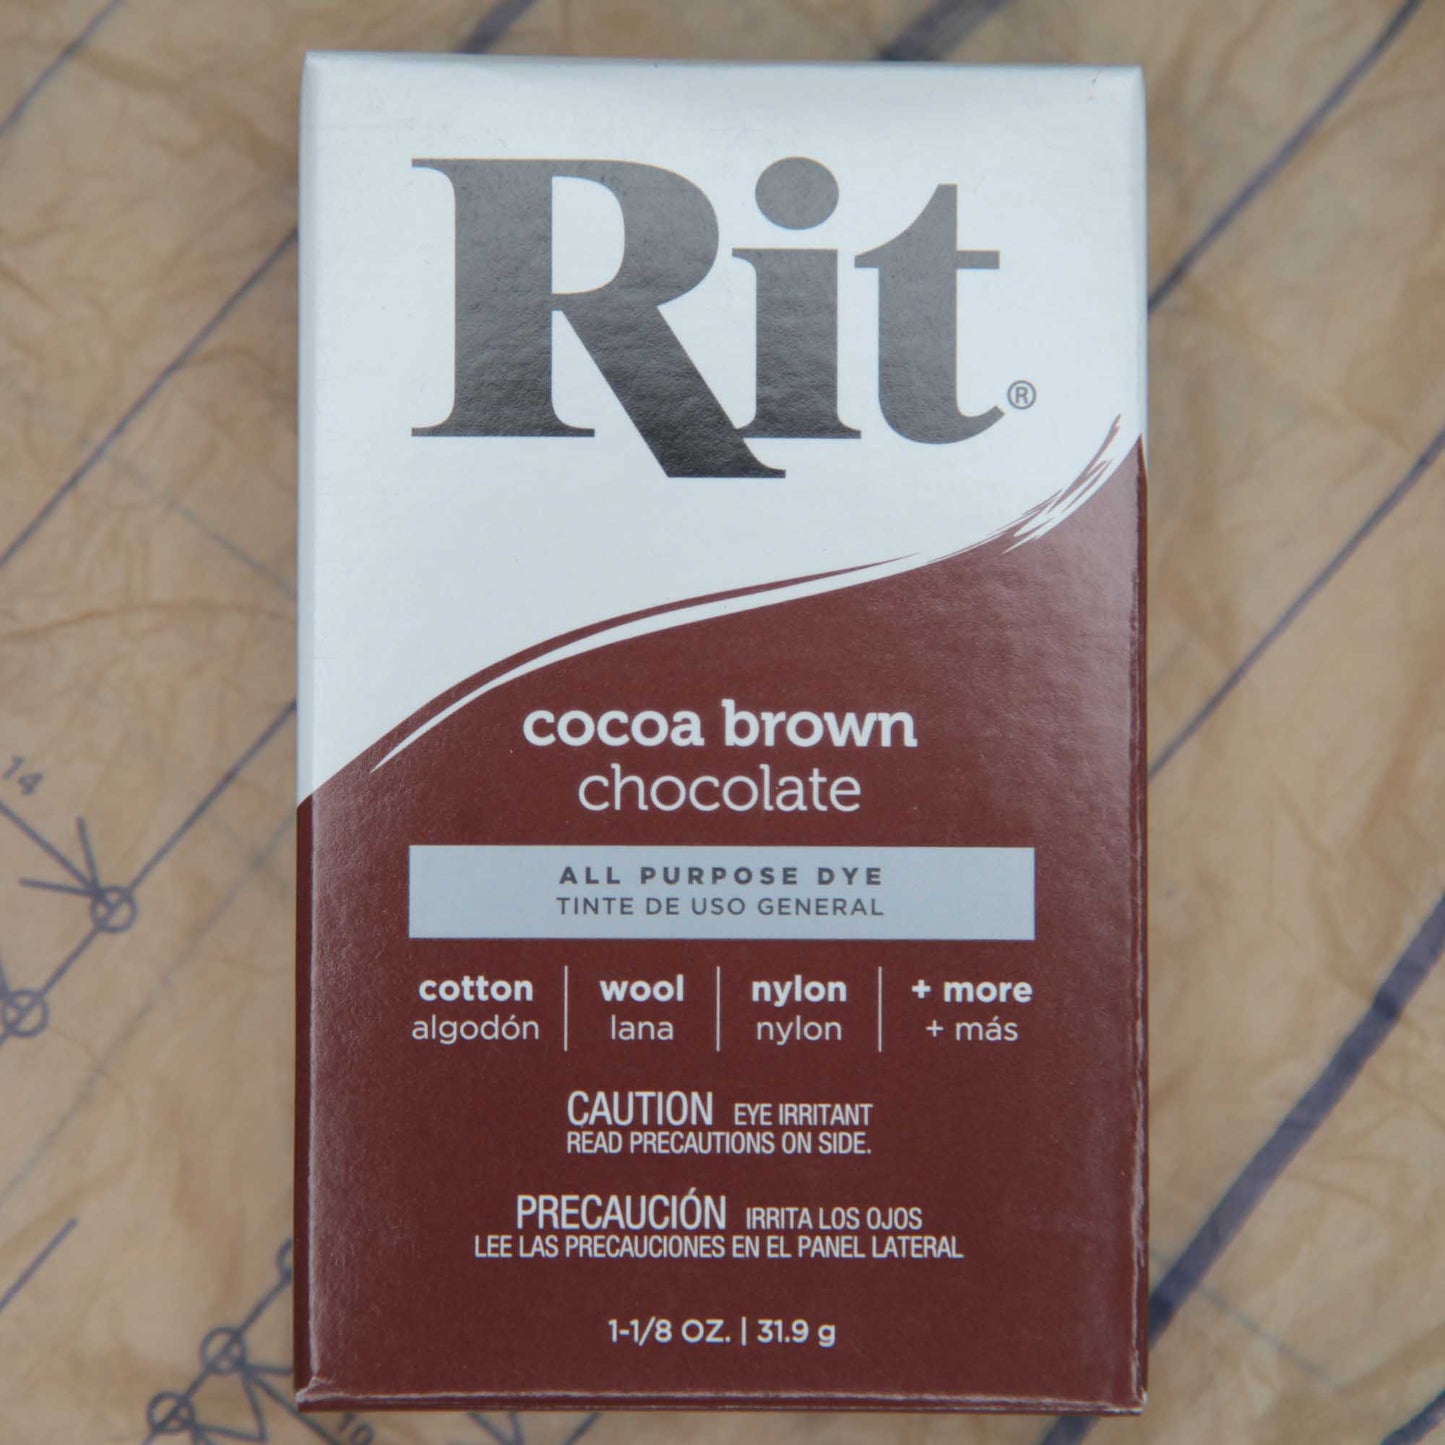 Rit®
cocoa brown
chocolate
ALL PURPOSE DYE
TINTE DE USO GENERAL
cotton | wool | nylon | + more
algodón | lana | nylon | + más
CAUTION EYE IRRITANT
READ PRECAUTIONS ON SIDE.
PRECAUCIÓN IRRITA LOS OJOS
LEE LAS PRECAUCIONES EN EL PANEL LATERAL
1-1/8 OZ. | 31.9 g
14